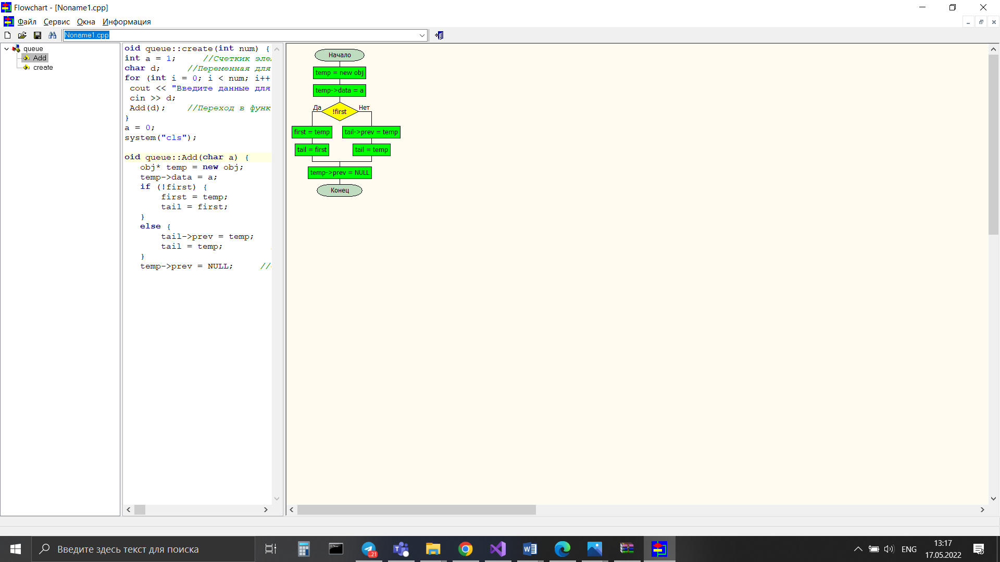 Flowchart - [Noname1.cpp]
Файл Сервис Окна Информация
Noname1.cpp
queue
Add
create
oid queue::create(int num) {
int a = 1; //Счеткик эле
char d; //Переменная для
for (int i = 0; i < num; i++
cout << "Введите данные для
cin >> d;
Add(d); //Переход в функ
}
a = 0;
system("cls");
oid queue::Add(char a) {
obj* temp = new obj;
temp->data = a;
if (!first) {
first = temp;
tail = first;
}
else {
tail->prev = temp;
tail = temp;
}
temp->prev = NULL; //
Начало
temp = new obj
temp->data = a
Да !first Нет
first = temp tail->prev = temp
tail = first tail = temp
temp->prev = NULL
Конец
Введите здесь текст для поиска
..21
ENG
13:17
17.05.2022